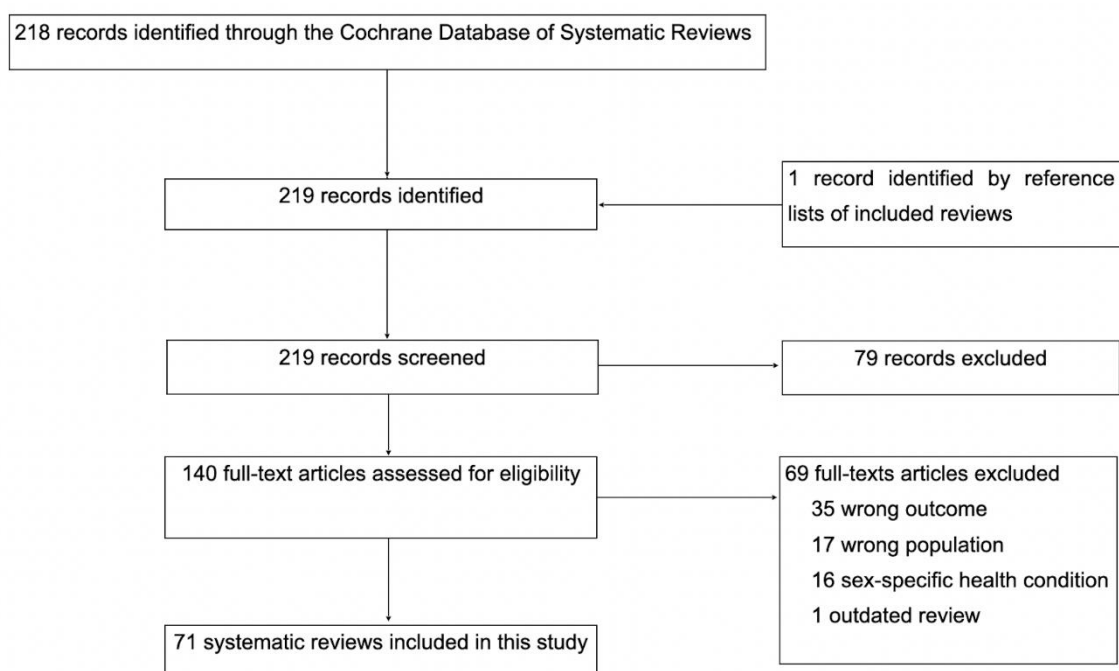 218 records identified through the Cochrane Database of Systematic Reviews
1 record identified by reference
lists of included reviews
219 records identified
219 records screened
79 records excluded
140 full-text articles assessed for eligibility
69 full-texts articles excluded
35 wrong outcome
17 wrong population
16 sex-specific health condition
1 outdated review
71 systematic reviews included in this study